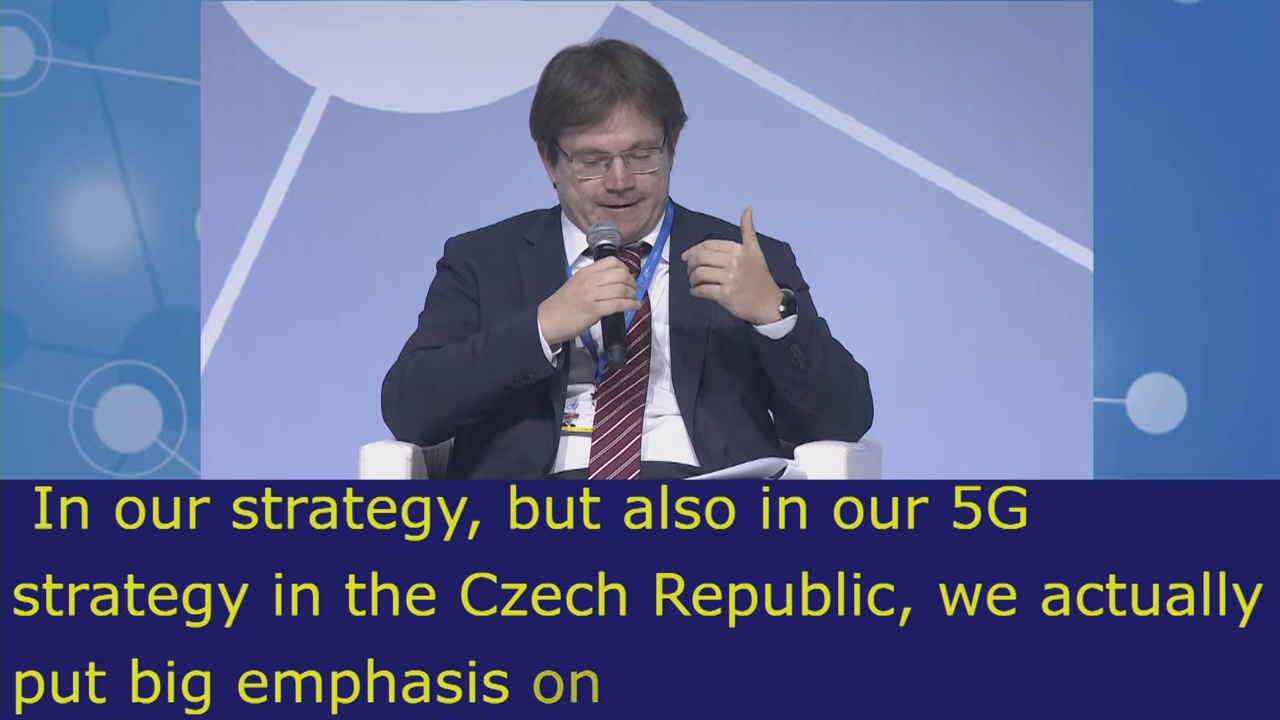 In our strategy, but also in our 5G
strategy in the Czech Republic, we actually
put big emphasis on